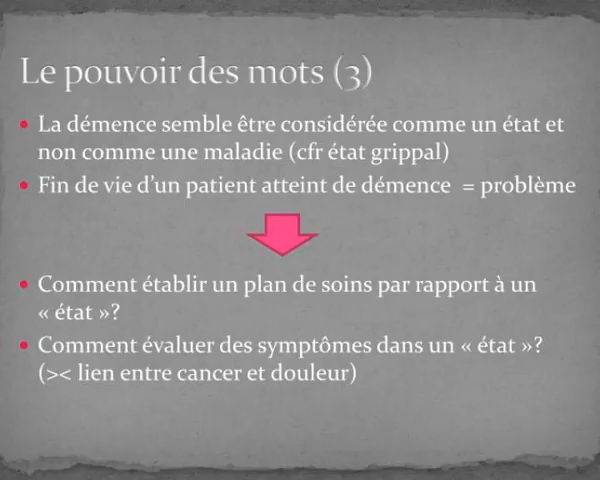 Le pouvoir des mots (3)
La démence semble être considérée comme un état et
non comme une maladie (cfr état grippal)
Fin de vie d'un patient atteint de démence = problème
Comment établir un plan de soins par rapport à un
« état »?
Comment évaluer des symptômes dans un « état »?
(>< lien entre cancer et douleur)